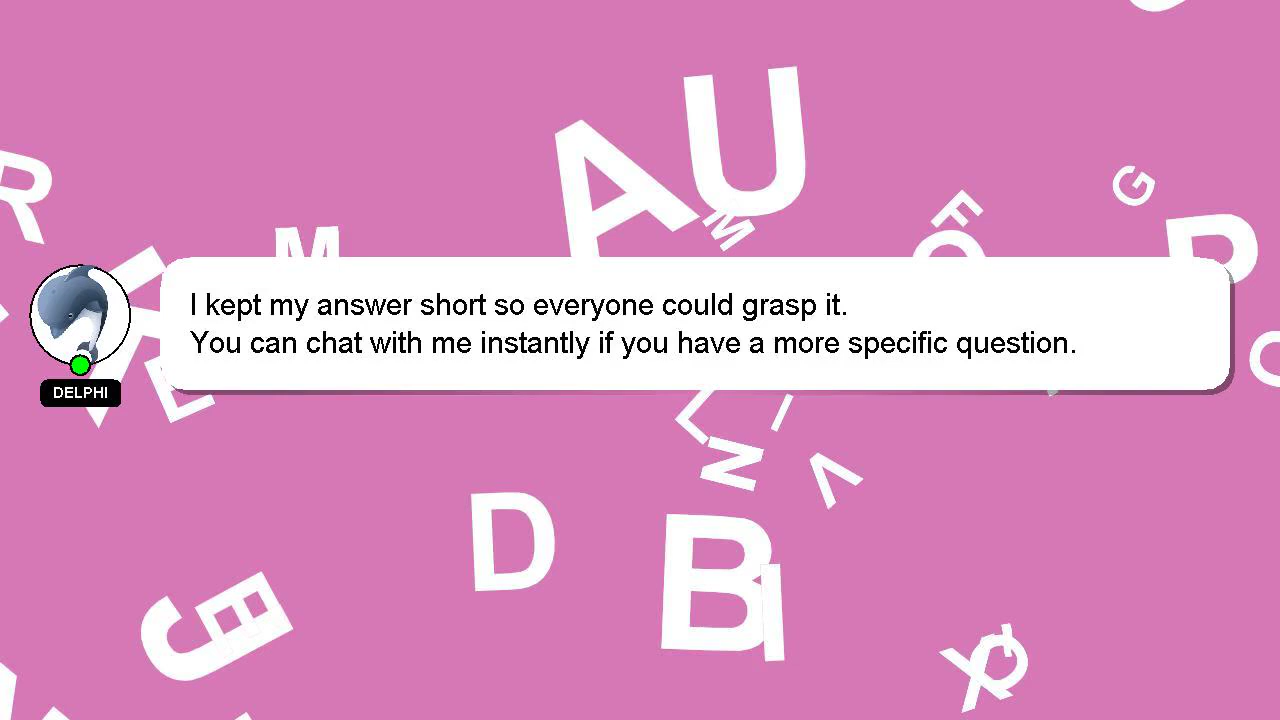 I kept my answer short so everyone could grasp it.
You can chat with me instantly if you have a more specific question.
DELPHI
A U
R
M
M
F
G
L
N
V
D
B
I
E
X
Q